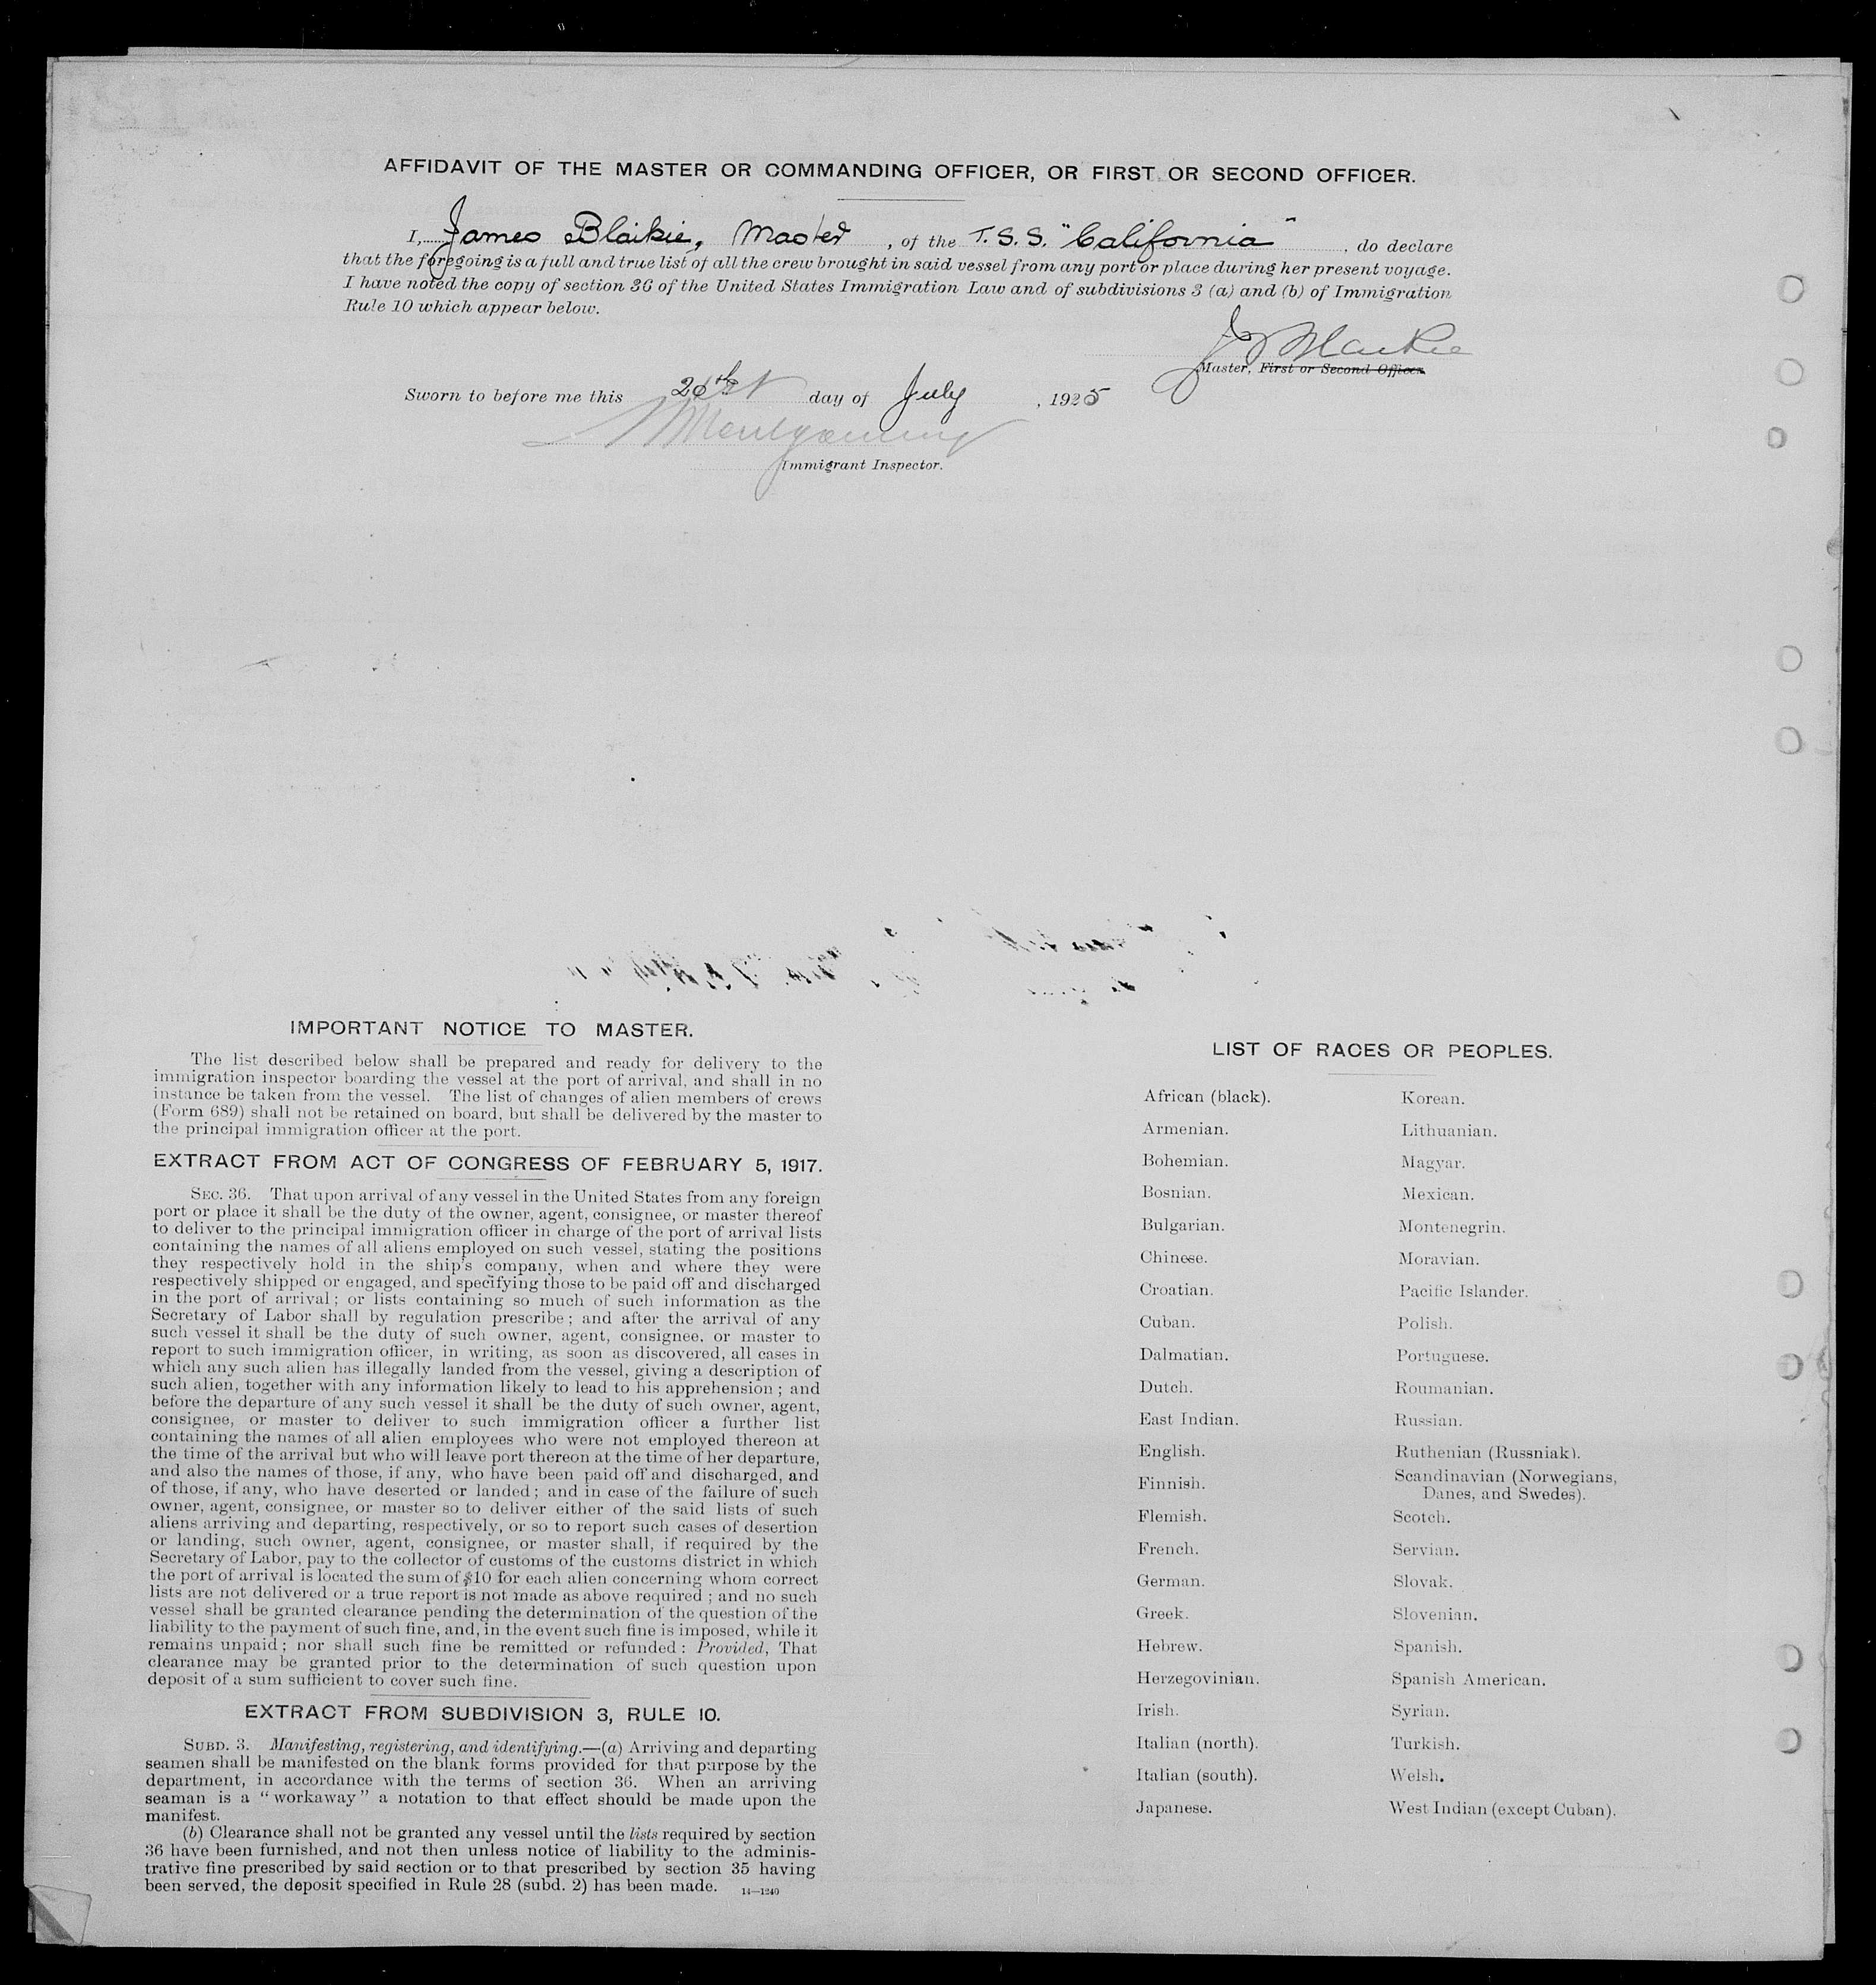 AFFIDAVIT OF THE MASTER OR COMMANDING OFFICER, OR FIRST OR SECOND OFFICER.
I, James Blaikie, Master, of the T.S.S. "California", do declare
that the foregoing is a full and true list of all the crew brought in said vessel from any port or place during her present voyage.
I have noted the copy of section 36 of the United States Immigration Law and of subdivisions 3 (a) and (b) of Immigration
Rule 10 which appear below.
Jas Blaikie
Master, First or Second Officer.
Sworn to before me this day of July, 1925
Montgomery
Immigrant Inspector.
IMPORTANT NOTICE TO MASTER.
The list described below shall be prepared and ready for delivery to the
immigration inspector boarding the vessel at the port of arrival, and shall in no
instance be taken from the vessel. The list of changes of alien members of crews
(Form 689) shall not be retained on board, but shall be delivered by the master to
the principal immigration officer at the port.
EXTRACT FROM ACT OF CONGRESS OF FEBRUARY 5, 1917.
SEC. 36. That upon arrival of any vessel in the United States from any foreign
port or place it shall be the duty of the owner, agent, consignee, or master thereof
to deliver to the principal immigration officer in charge of the port of arrival lists
containing the names of all aliens employed on such vessel, stating the positions
they respectively hold in the ship's company, when and where they were
respectively shipped or engaged, and specifying those to be paid off and discharged
in the port of arrival; or lists containing so much of such information as the
Secretary of Labor shall by regulation prescribe; and after the arrival of any
such vessel it shall be the duty of such owner, agent, consignee, or master to
report to such immigration officer, in writing, as soon as discovered, all cases in
which any such alien has illegally landed from the vessel, giving a description of
such alien, together with any information likely to lead to his apprehension; and
before the departure of any such vessel it shall be the duty of such owner, agent,
consignee, or master to deliver to such immigration officer a further list
containing the names of all alien employees who were not employed thereon at
the time of the arrival but who will leave port thereon at the time of her departure,
and also the names of those, if any, who have been paid off and discharged, and
of those, if any, who have deserted or landed; and in case of the failure of such
owner, agent, consignee, or master so to deliver either of the said lists of such
aliens arriving and departing, respectively, or so to report such cases of desertion
or landing, such owner, agent, consignee, or master shall, if required by the
Secretary of Labor, pay to the collector of customs of the customs district in which
the port of arrival is located the sum of $10 for each alien concerning whom correct
lists are not delivered or a true report is not made as above required; and no such
vessel shall be granted clearance pending the determination of the question of the
liability to the payment of such fine, and, in the event such fine is imposed, while it
remains unpaid; nor shall such fine be remitted or refunded: Provided, That
clearance may be granted prior to the determination of such question upon
deposit of a sum sufficient to cover such fine.
EXTRACT FROM SUBDIVISION 3, RULE 10.
SUBD. 3. Manifesting, registering, and identifying.—(a) Arriving and departing
seamen shall be manifested on the blank forms provided for that purpose by the
department, in accordance with the terms of section 36. When an arriving
seaman is a "workaway" a notation to that effect should be made upon the
manifest.
(b) Clearance shall not be granted any vessel until the lists required by section
36 have been furnished, and not then unless notice of liability to the adminis-
trative fine prescribed by said section or to that prescribed by section 35 having
been served, the deposit specified in Rule 28 (subd. 2) has been made.
14—1240
LIST OF RACES OR PEOPLES.
African (black).
Armenian.
Bohemian.
Bosnian.
Bulgarian.
Chinese.
Croatian.
Cuban.
Dalmatian.
Dutch.
East Indian.
English.
Finnish.
Flemish.
French.
German.
Greek.
Hebrew.
Herzegovinian.
Irish.
Italian (north).
Italian (south).
Japanese.
Korean.
Lithuanian.
Magyar.
Mexican.
Montenegrin.
Moravian.
Pacific Islander.
Polish.
Portuguese.
Roumanian.
Russian.
Ruthenian (Russniak).
Scandinavian (Norwegians,
Danes, and Swedes).
Scotch.
Servian.
Slovak.
Slovenian.
Spanish.
Spanish American.
Syrian.
Turkish.
Welsh.
West Indian (except Cuban).